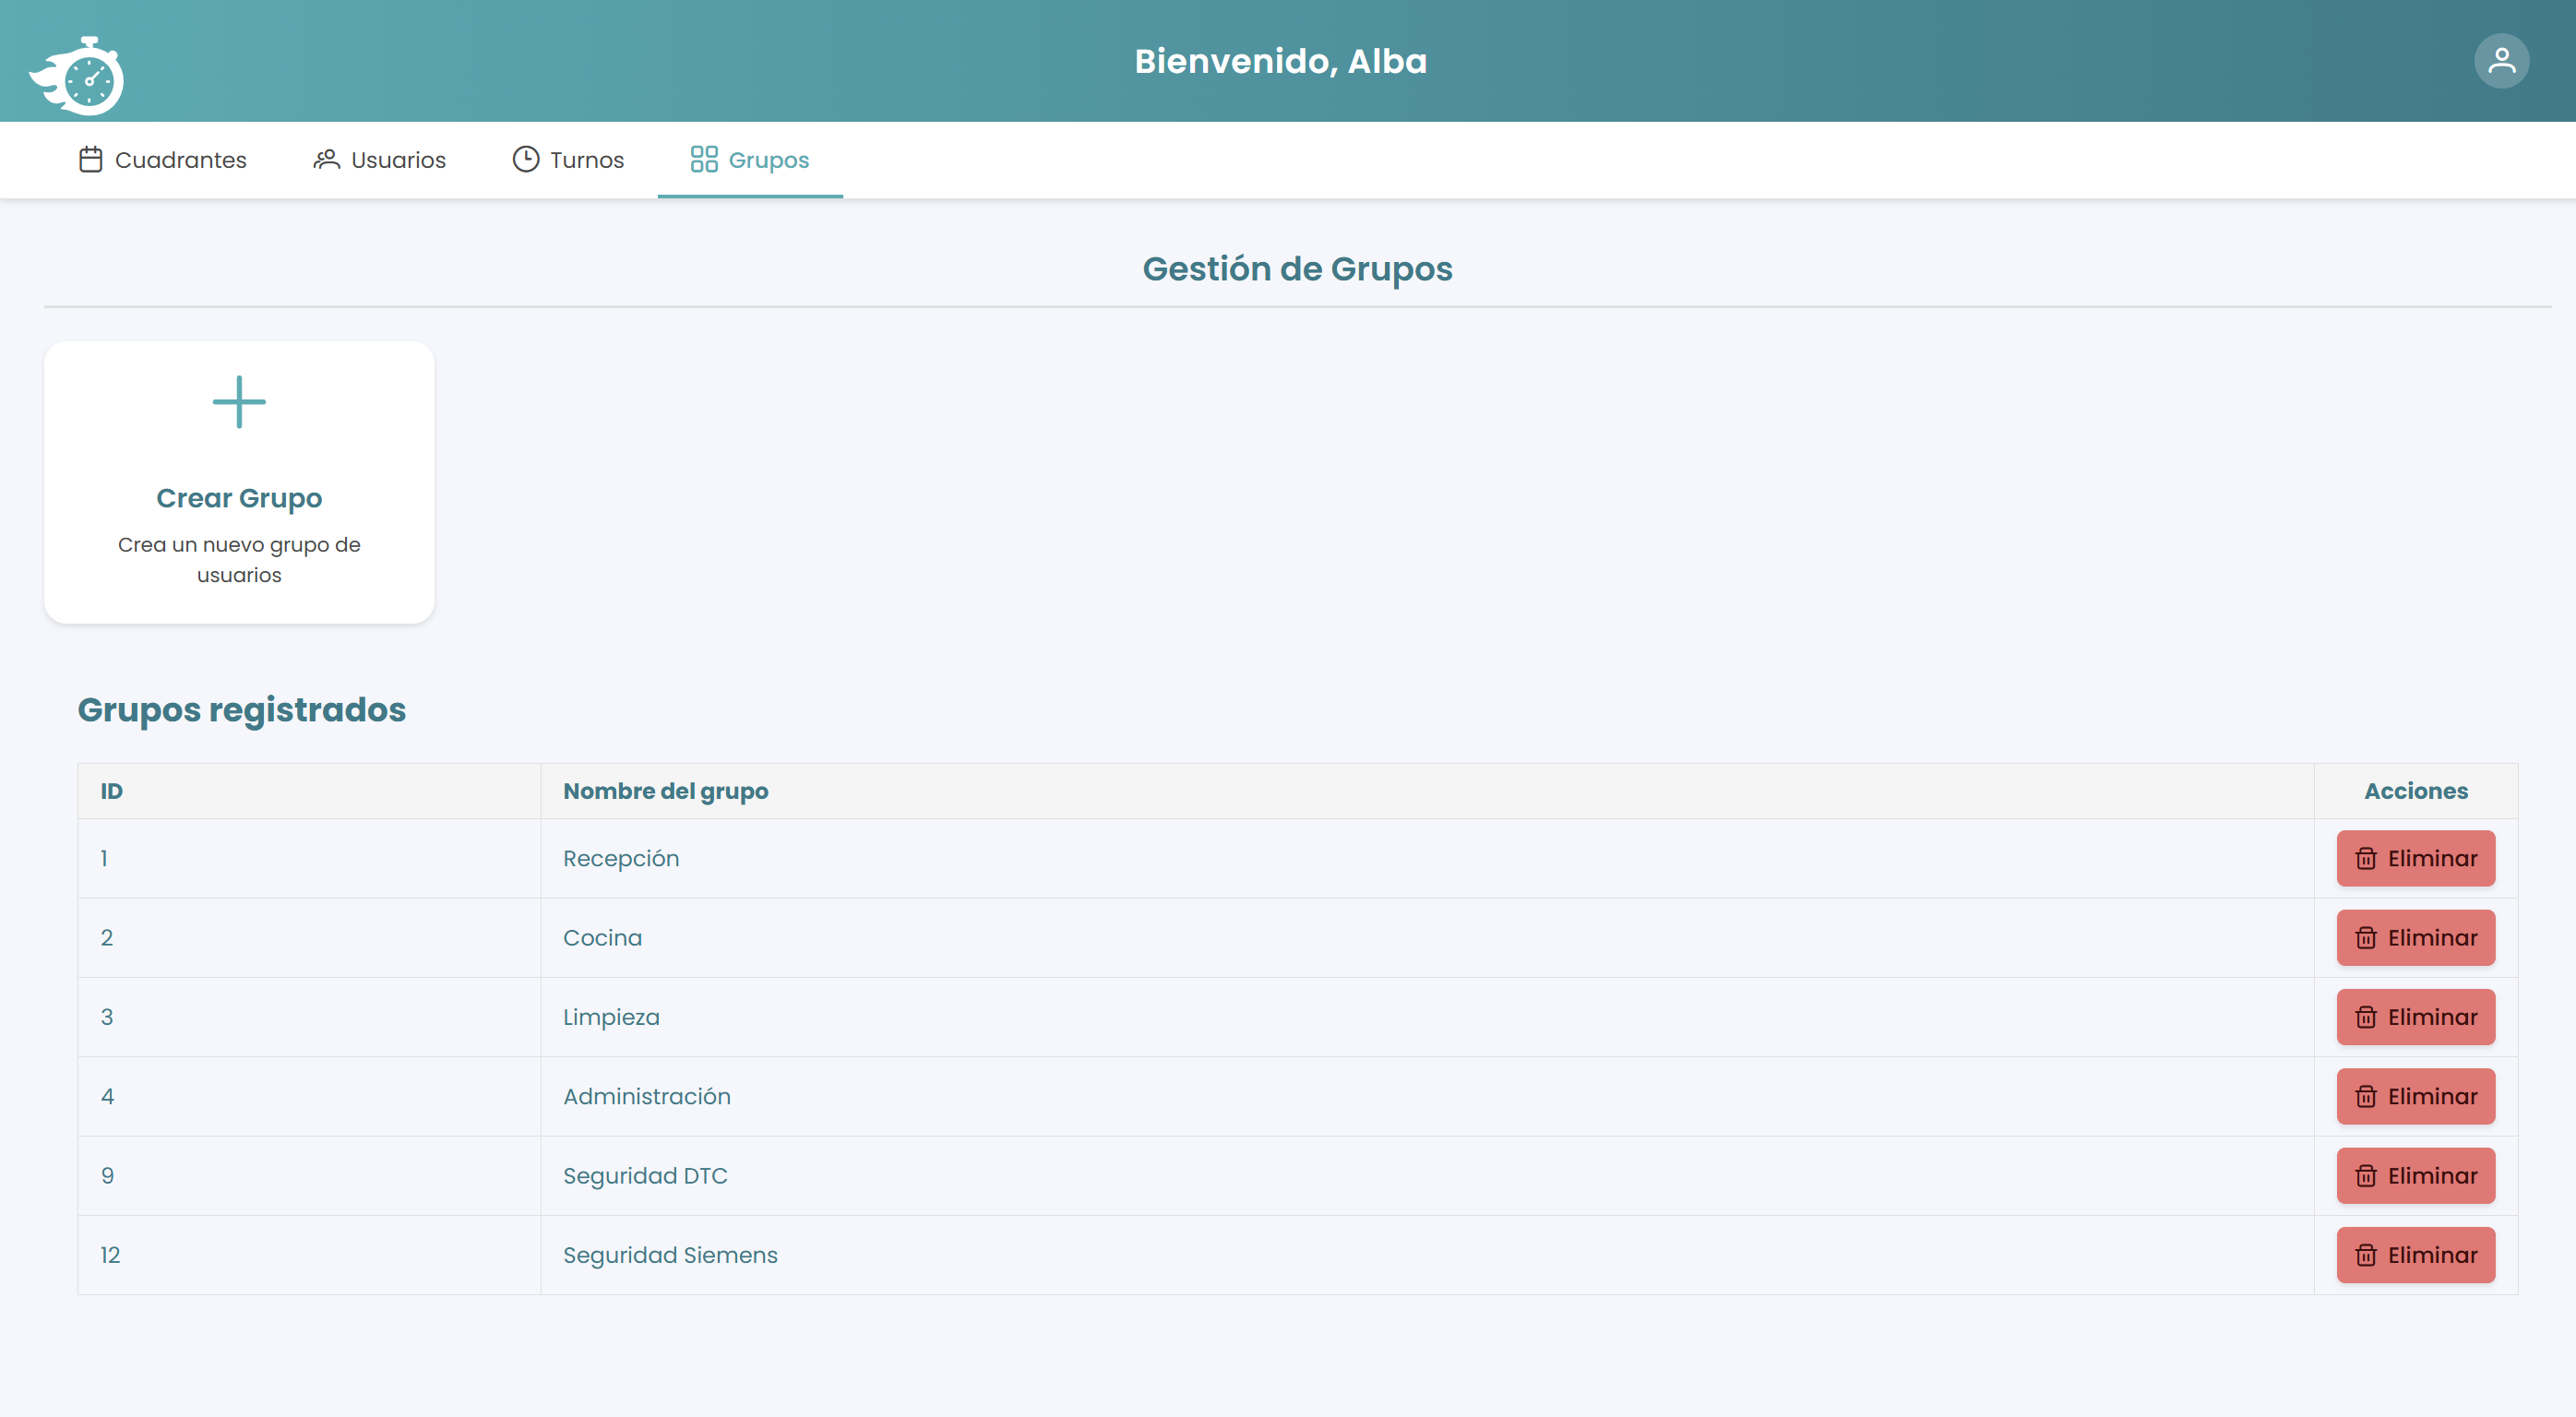 Bienvenido, Alba
Cuadrantes Usuarios Turnos Grupos
Gestión de Grupos
Crear Grupo
Crea un nuevo grupo de
usuarios
Grupos registrados
ID Nombre del grupo Acciones
1 Recepción Eliminar
2 Cocina Eliminar
3 Limpieza Eliminar
4 Administración Eliminar
9 Seguridad DTC Eliminar
12 Seguridad Siemens Eliminar